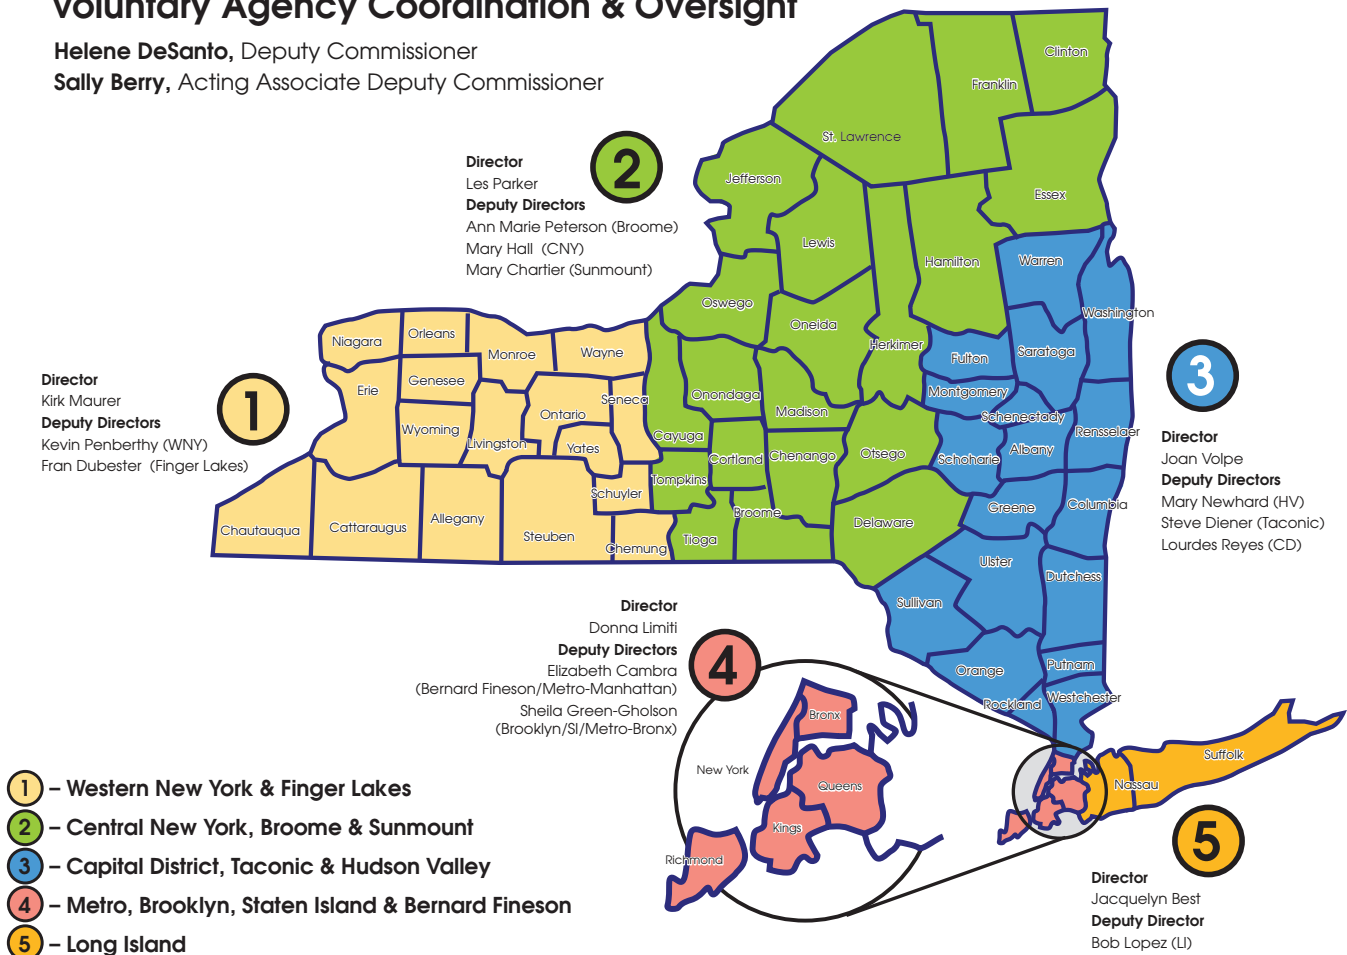 Voluntary Agency Coordination & Oversight
Helene DeSanto, Deputy Commissioner
Sally Berry, Acting Associate Deputy Commissioner
2
Director
Les Parker
Deputy Directors
Ann Marie Peterson (Broome)
Mary Hall (CNY)
Mary Chartier (Sunmount)
Clinton
Franklin
St. Lawrence
Jefferson
Essex
Lewis
Hamilton
Warren
Oswego
Oneida
Herkimer
Washington
Fulton
Saratoga
Niagara
Orleans
Monroe
Wayne
Erie
Genesee
Seneca
Onondaga
Madison
Montgomery
Schenectady
Ontario
Wyoming
Livingston
Yates
Cayuga
Cortland
Chenango
Otsego
Schoharie
Albany
Rensselaer
Tompkins
Schuyler
Broome
Greene
Columbia
Chautauqua
Cattaraugus
Allegany
Steuben
Chemung
Tioga
Delaware
Ulster
Dutchess
Sullivan
Orange
Putnam
Rockland
Westchester
1
Director
Kirk Maurer
Deputy Directors
Kevin Penberthy (WNY)
Fran Dubester (Finger Lakes)
3
Director
Joan Volpe
Deputy Directors
Mary Newhard (HV)
Steve Diener (Taconic)
Lourdes Reyes (CD)
4
Director
Donna Limiti
Deputy Directors
Elizabeth Cambra
(Bernard Fineson/Metro-Manhattan)
Sheila Green-Gholson
(Brooklyn/SI/Metro-Bronx)
Bronx
New York
Queens
Kings
Richmond
Suffolk
Nassau
5
Director
Jacquelyn Best
Deputy Director
Bob Lopez (LI)
1 – Western New York & Finger Lakes
2 – Central New York, Broome & Sunmount
3 – Capital District, Taconic & Hudson Valley
4 – Metro, Brooklyn, Staten Island & Bernard Fineson
5 – Long Island